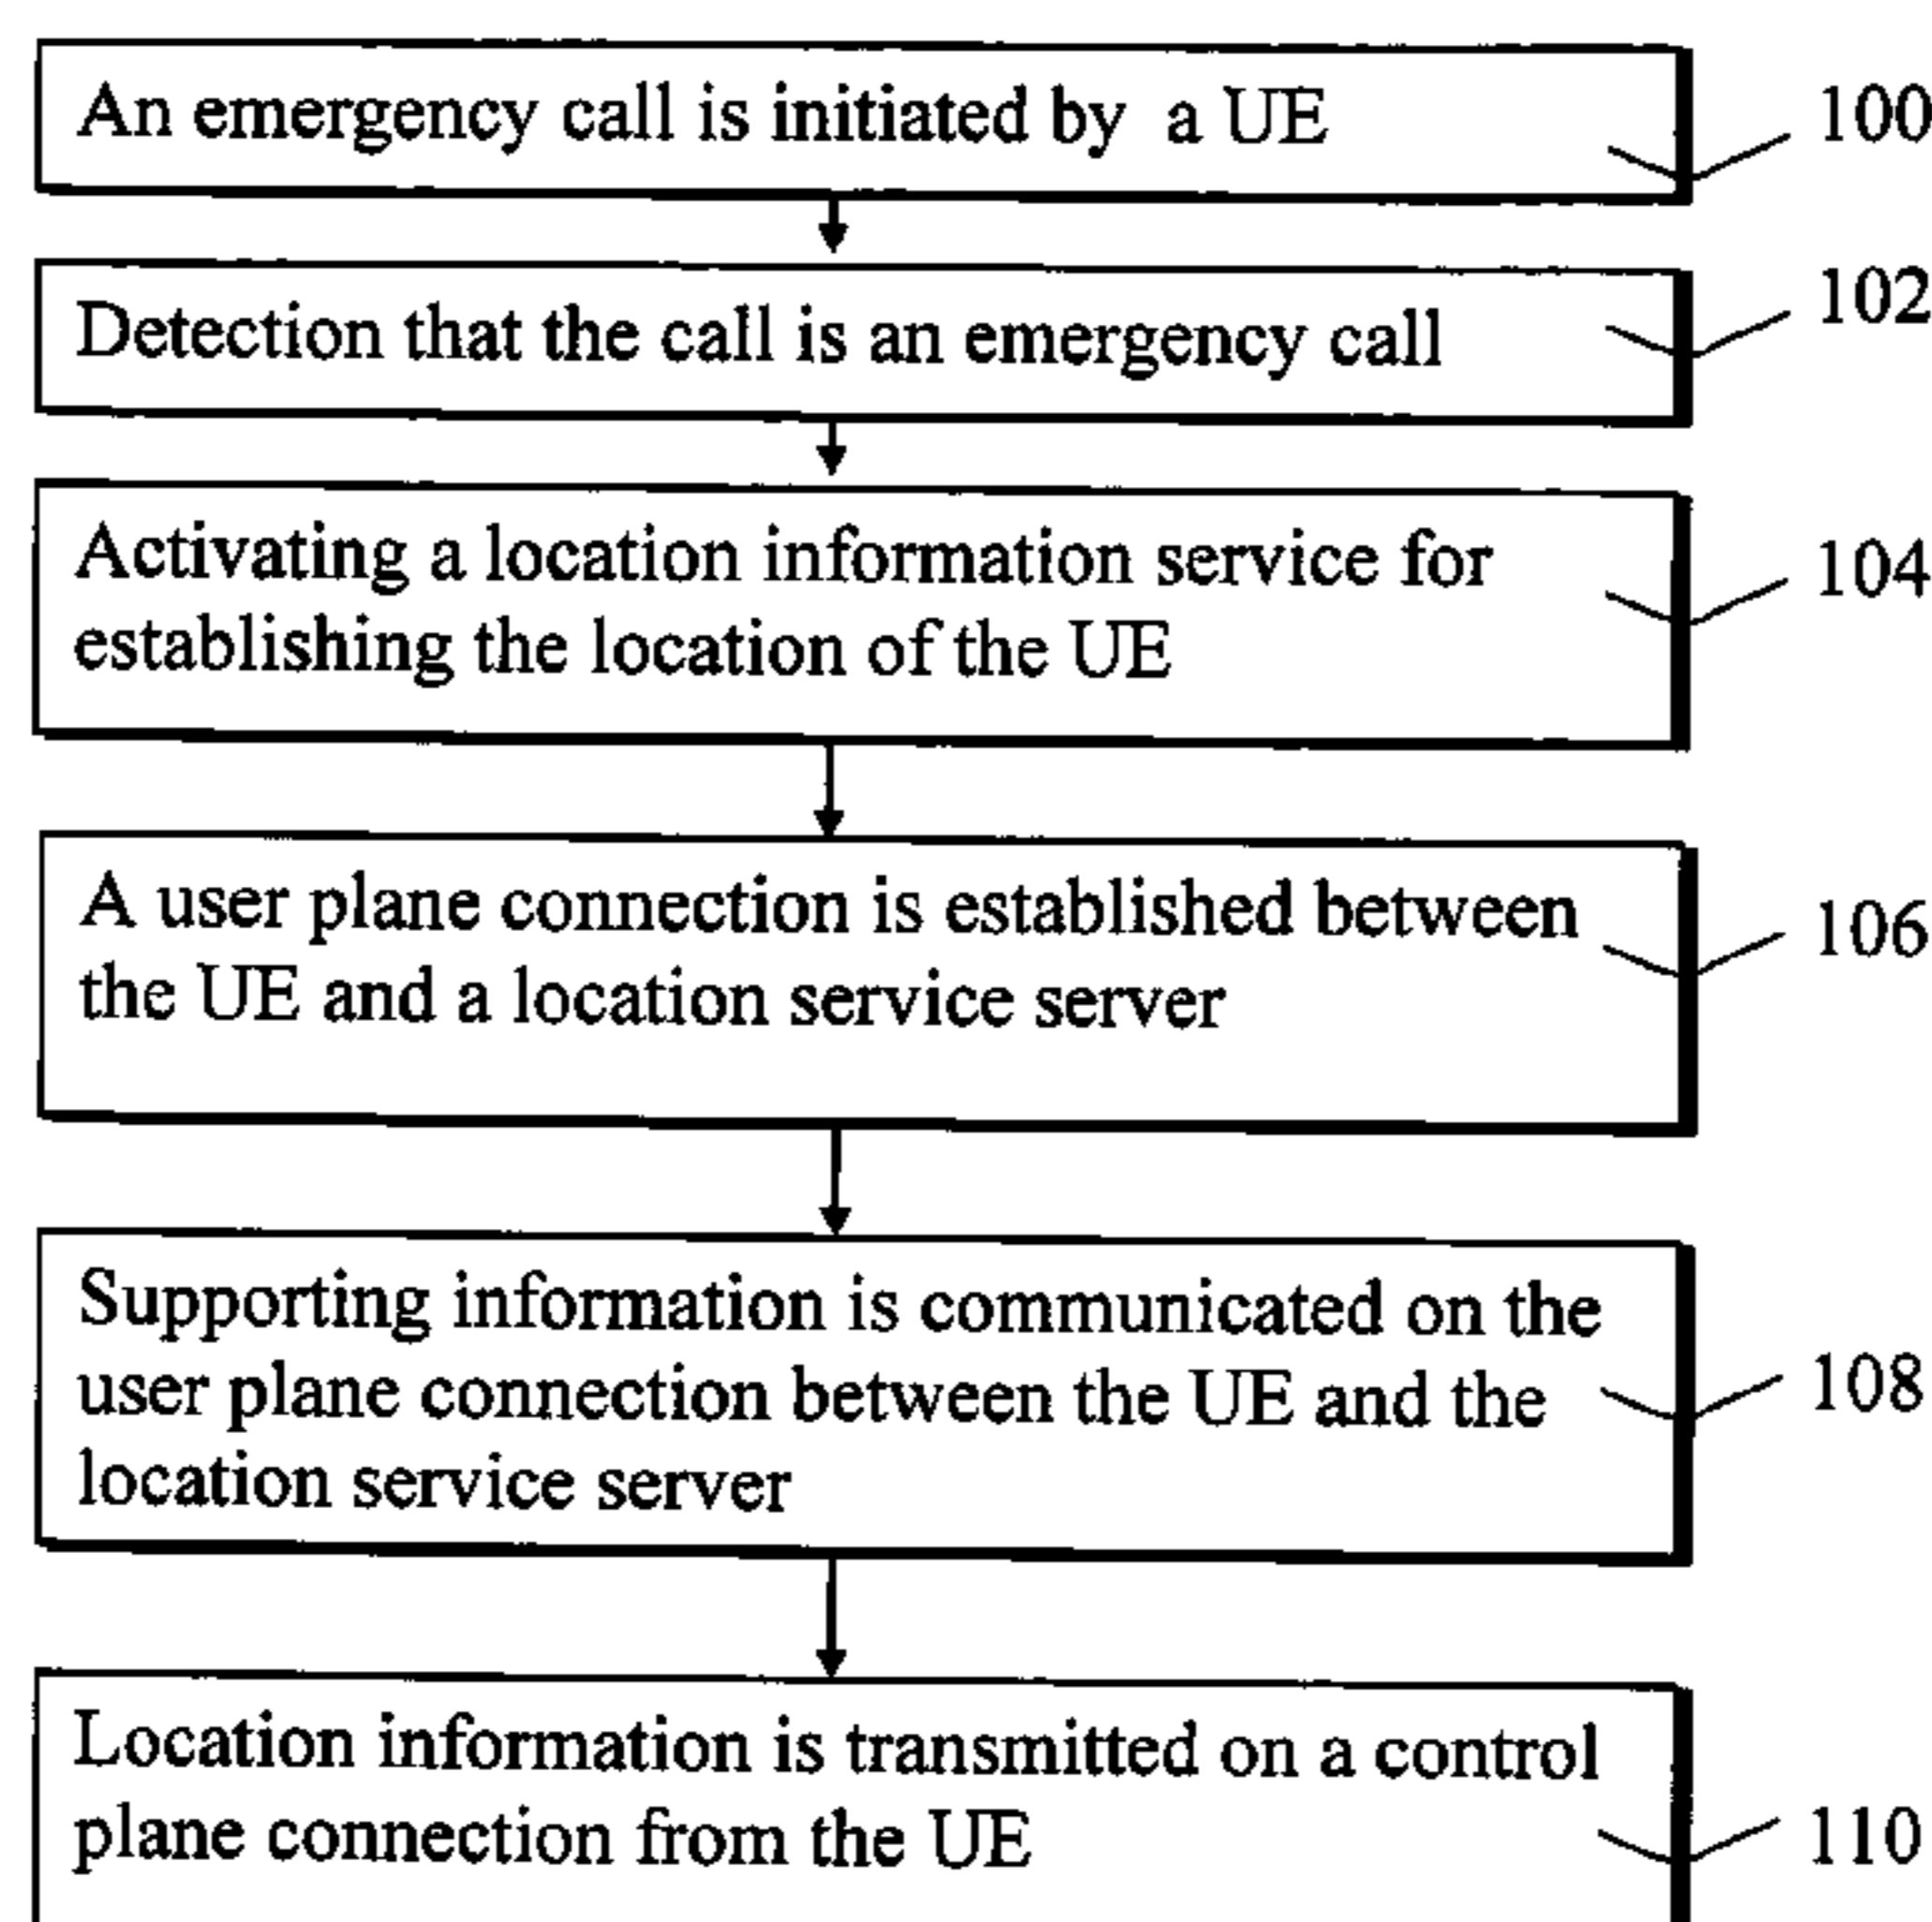 An emergency call is initiated by a UE
100
Detection that the call is an emergency call
102
Activating a location information service for
establishing the location of the UE
104
A user plane connection is established between
the UE and a location service server
106
Supporting information is communicated on the
user plane connection between the UE and the
location service server
108
Location information is transmitted on a control
plane connection from the UE
110